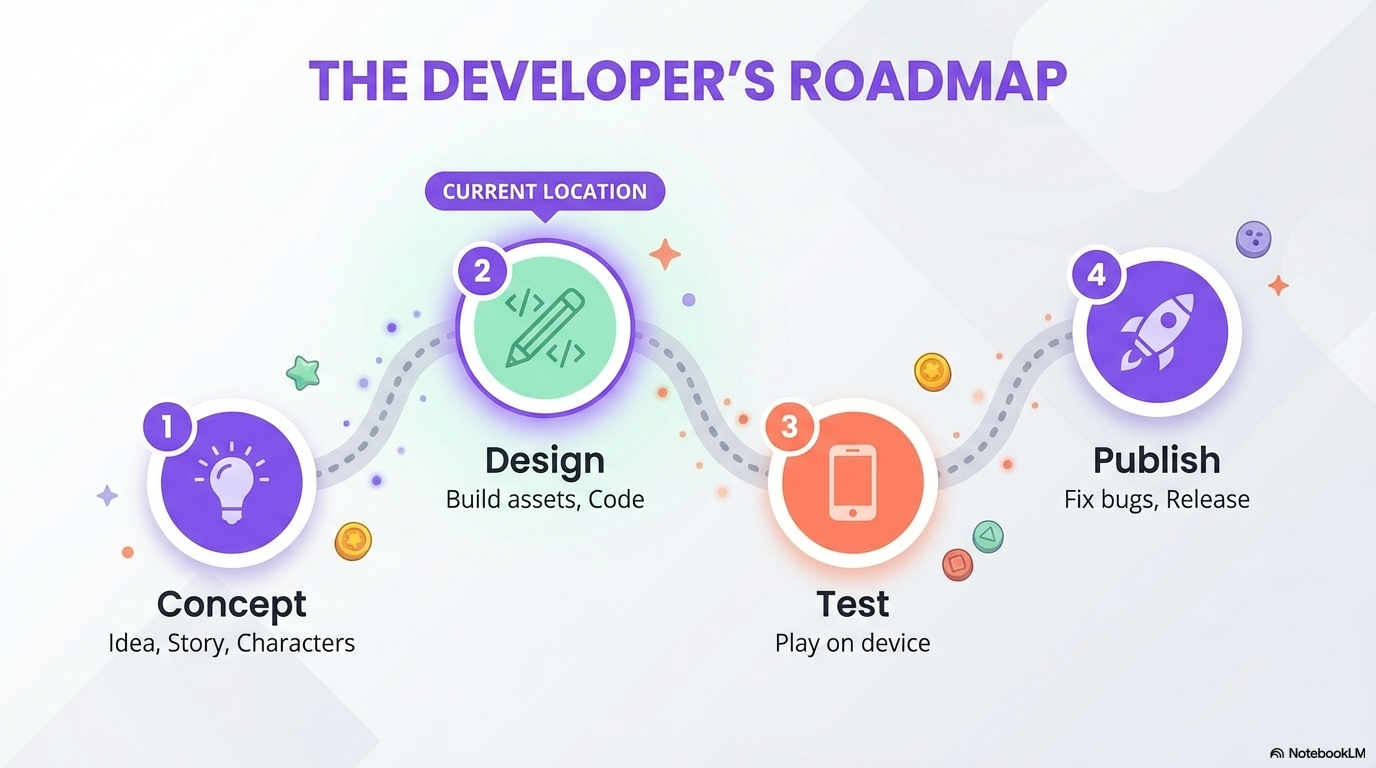 THE DEVELOPER’S ROADMAP
CURRENT LOCATION
1
Concept
Idea, Story, Characters
2
</>
</>
Design
Build assets, Code
3
Test
Play on device
4
Publish
Fix bugs, Release
NotebookLM